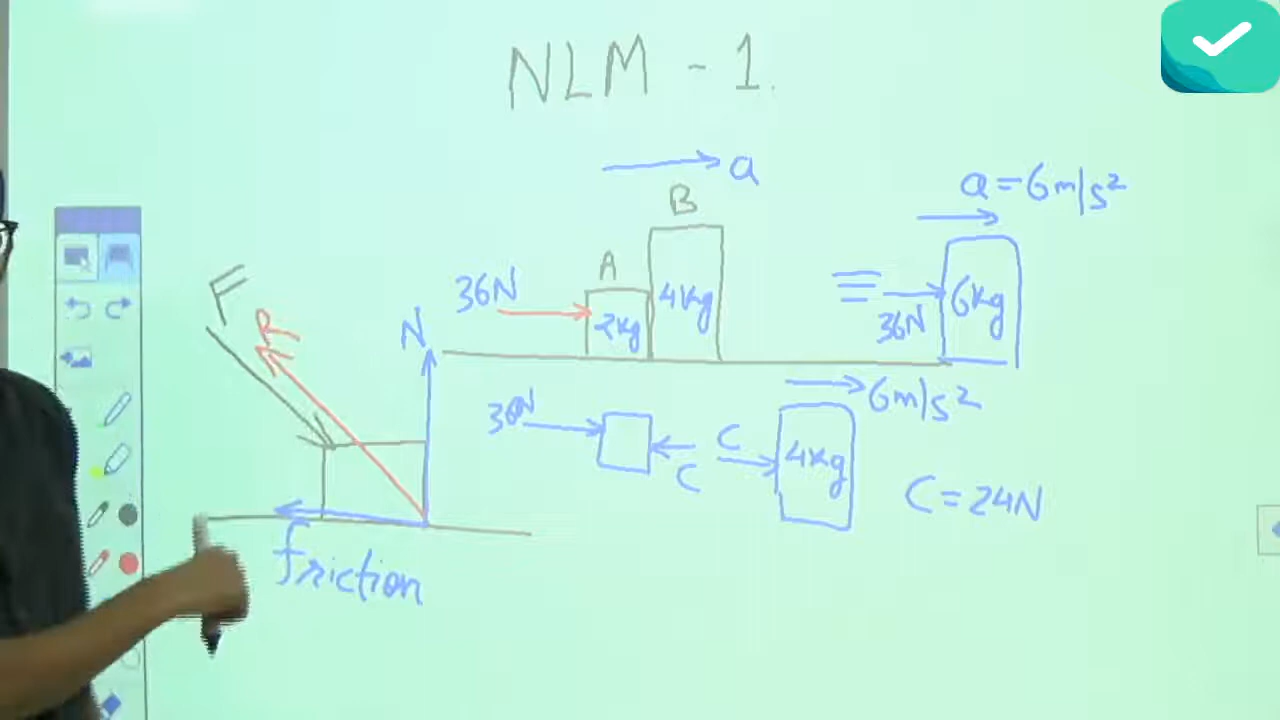 NLM - 1.
a
B
a = 6m/s²
A
36N
4kg
2kg
36N
6kg
F
R
N
6m/s²
36N
C
C
4kg
C = 24N
friction